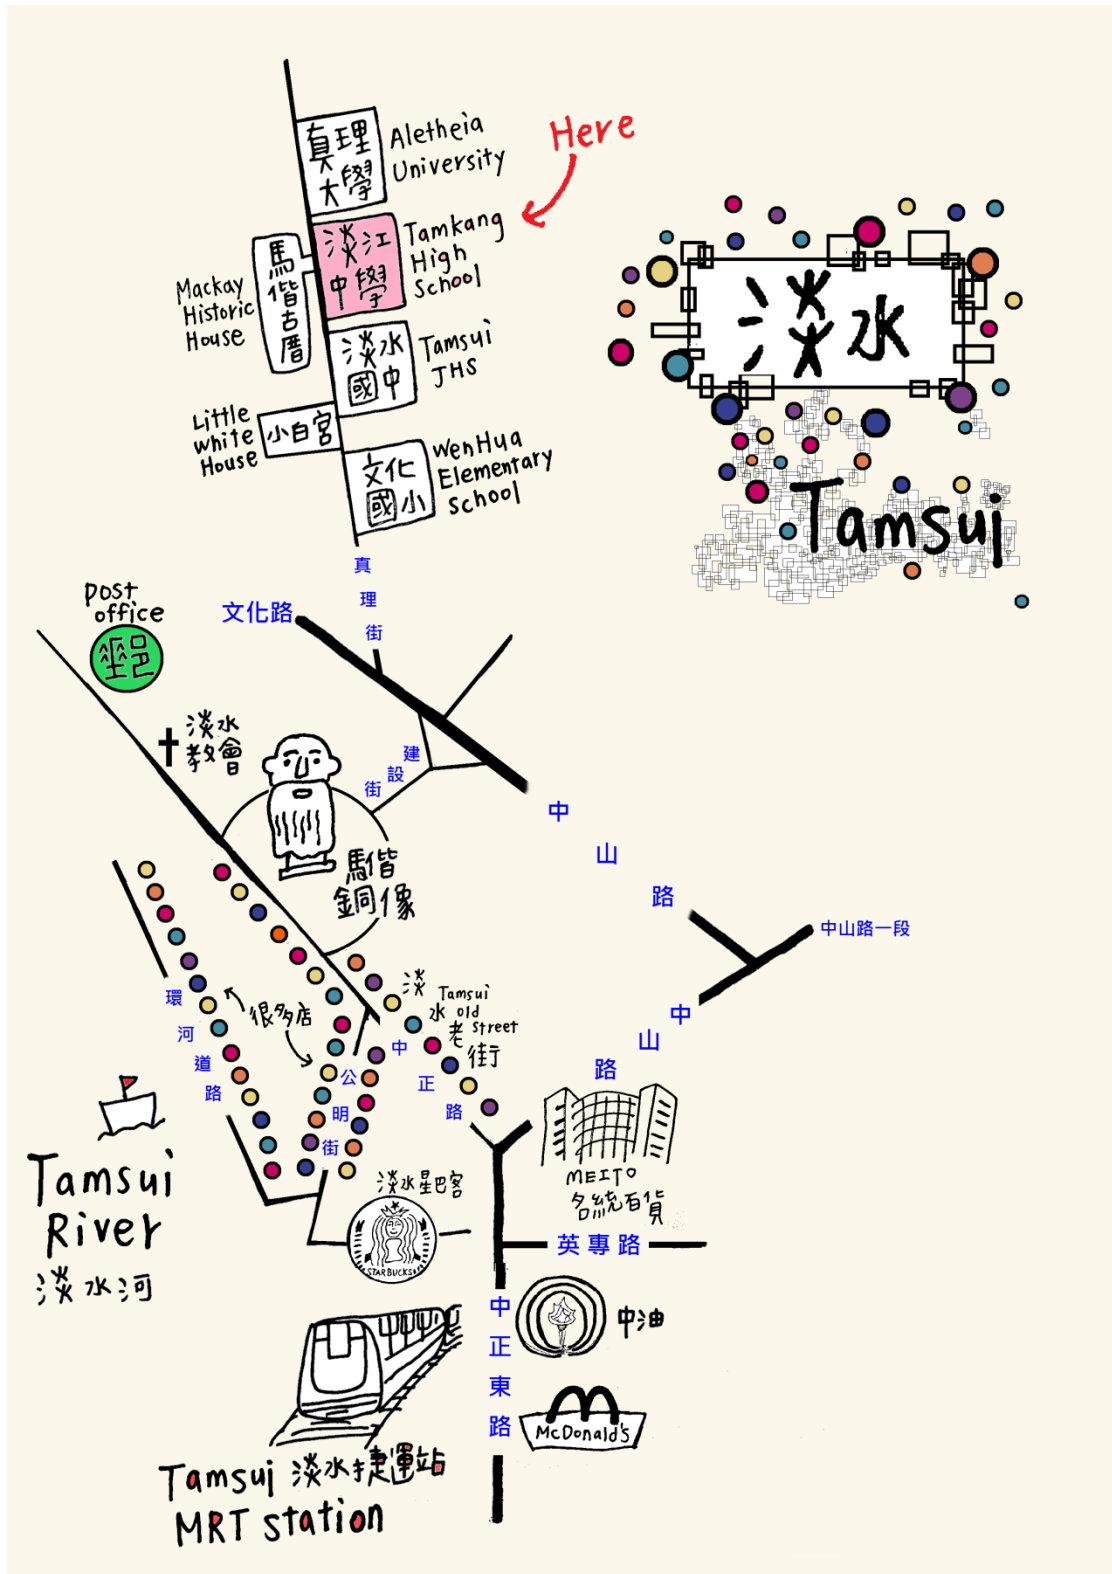 真理
大學
Aletheia
University
Here
淡江
中學
Tamkang
High
School
馬偕古厝
Mackay
Historic
House
淡水
國中
Tamsui
JHS
小白宮
Little
White
House
文化
國小
WenHua
Elementary
School
淡水
Tamsui
真理街
文化路
post
office
郵
淡水
教會
建設街
馬偕
銅像
中山路
中山路一段
中山路
淡水老街
Tamsui
old
street
很多店
環河道路
公明街
中正路
Tamsui
River
淡水河
淡水星巴客
STARBUCKS
MEITO
名統百貨
英專路
中正東路
中油
McDonald's
Tamsui 淡水捷運站
MRT station